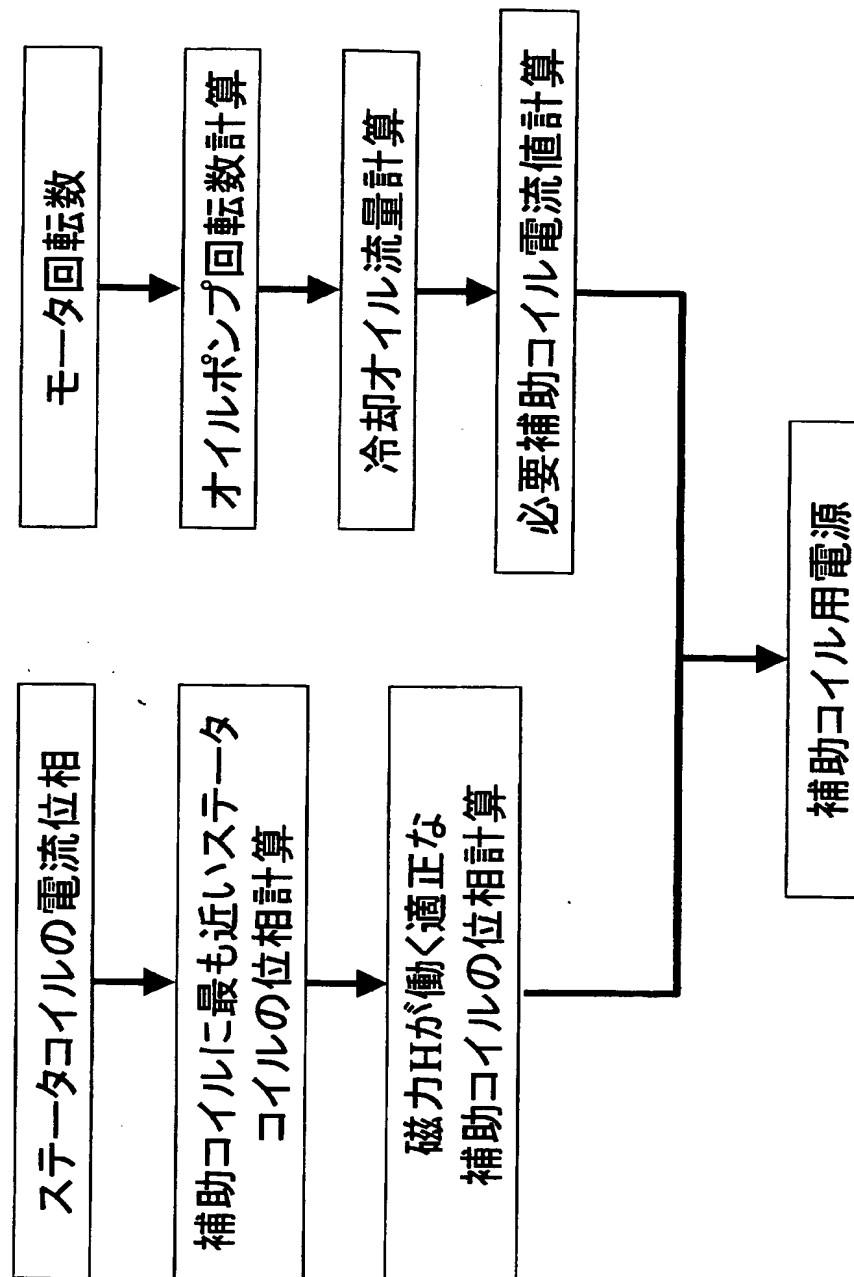 ステータコイルの電流位相
補助コイルに最も近いステータ
コイルの位相計算
磁力Hが働く適正な
補助コイルの位相計算
モータ回転数
オイルポンプ回転数計算
冷却オイル流量計算
必要補助コイル電流値計算
補助コイル用電源